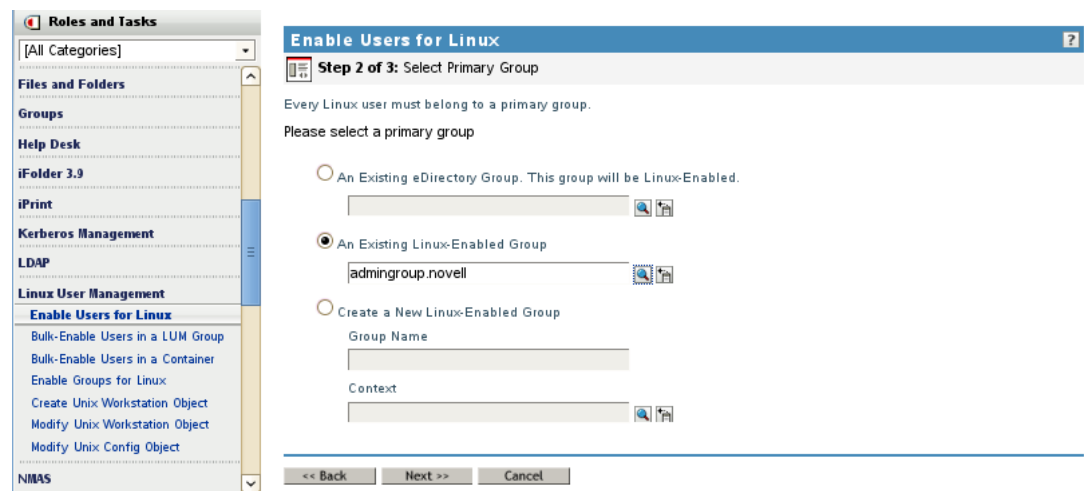 Roles and Tasks
[All Categories]
Files and Folders
Groups
Help Desk
iFolder 3.9
iPrint
Kerberos Management
LDAP
Linux User Management
Enable Users for Linux
Bulk-Enable Users in a LUM Group
Bulk-Enable Users in a Container
Enable Groups for Linux
Create Unix Workstation Object
Modify Unix Workstation Object
Modify Unix Config Object
NMAS
Enable Users for Linux
?
Step 2 of 3: Select Primary Group
Every Linux user must belong to a primary group.
Please select a primary group
An Existing eDirectory Group. This group will be Linux-Enabled.
An Existing Linux-Enabled Group
admingroup.novell
Create a New Linux-Enabled Group
Group Name
Context
<< Back Next >> Cancel